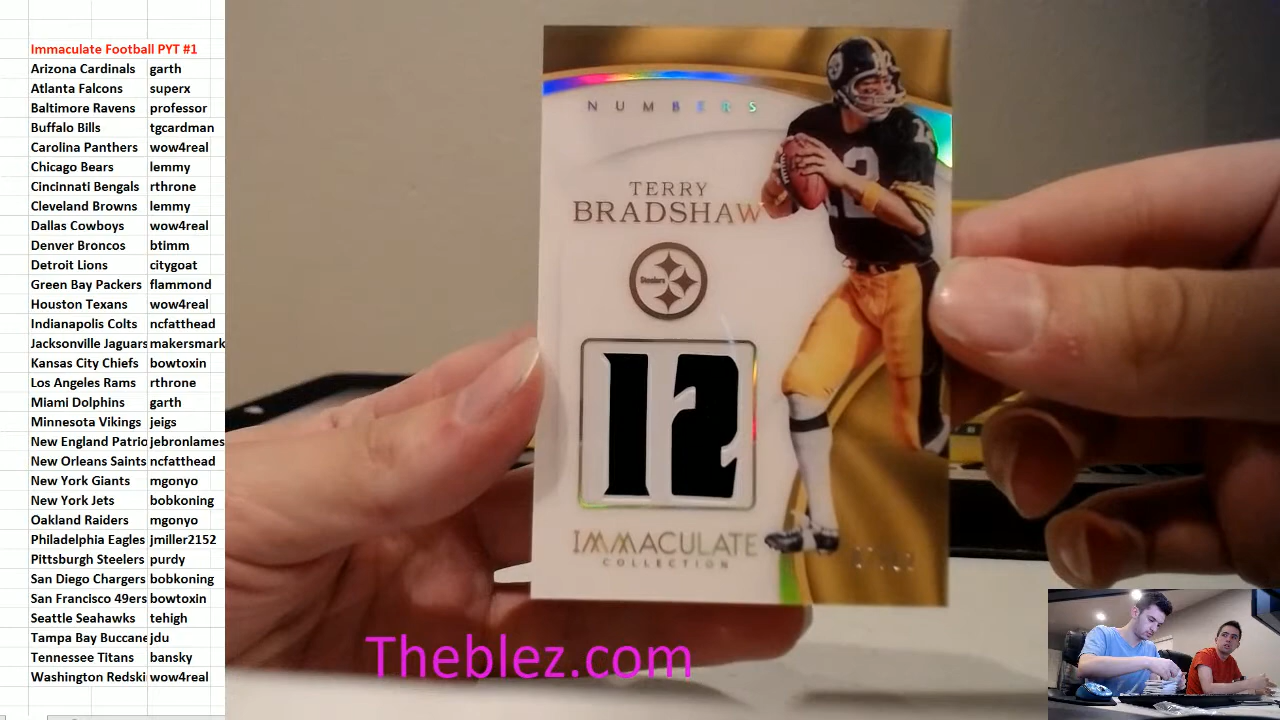 Immaculate Football PYT #1
Arizona Cardinals garth
Atlanta Falcons superx
Baltimore Ravens professor
Buffalo Bills tgcardman
Carolina Panthers wow4real
Chicago Bears lemmy
Cincinnati Bengals rthrone
Cleveland Browns lemmy
Dallas Cowboys wow4real
Denver Broncos btimm
Detroit Lions citygoat
Green Bay Packers flammond
Houston Texans wow4real
Indianapolis Colts ncfatthead
Jacksonville Jaguars makersmark
Kansas City Chiefs bowtoxin
Los Angeles Rams rthrone
Miami Dolphins garth
Minnesota Vikings jeigs
New England Patrio jebronlames
New Orleans Saints ncfatthead
New York Giants mgonyo
New York Jets bobkoning
Oakland Raiders mgonyo
Philadelphia Eagles jmiller2152
Pittsburgh Steelers purdy
San Diego Chargers bobkoning
San Francisco 49ers bowtoxin
Seattle Seahawks tehigh
Tampa Bay Buccane jdu
Tennessee Titans bansky
Washington Redski wow4real
NUMBERS
TERRY
BRADSHAW
Steelers
12
IMMACULATE
COLLECTION
12
Theblez.com